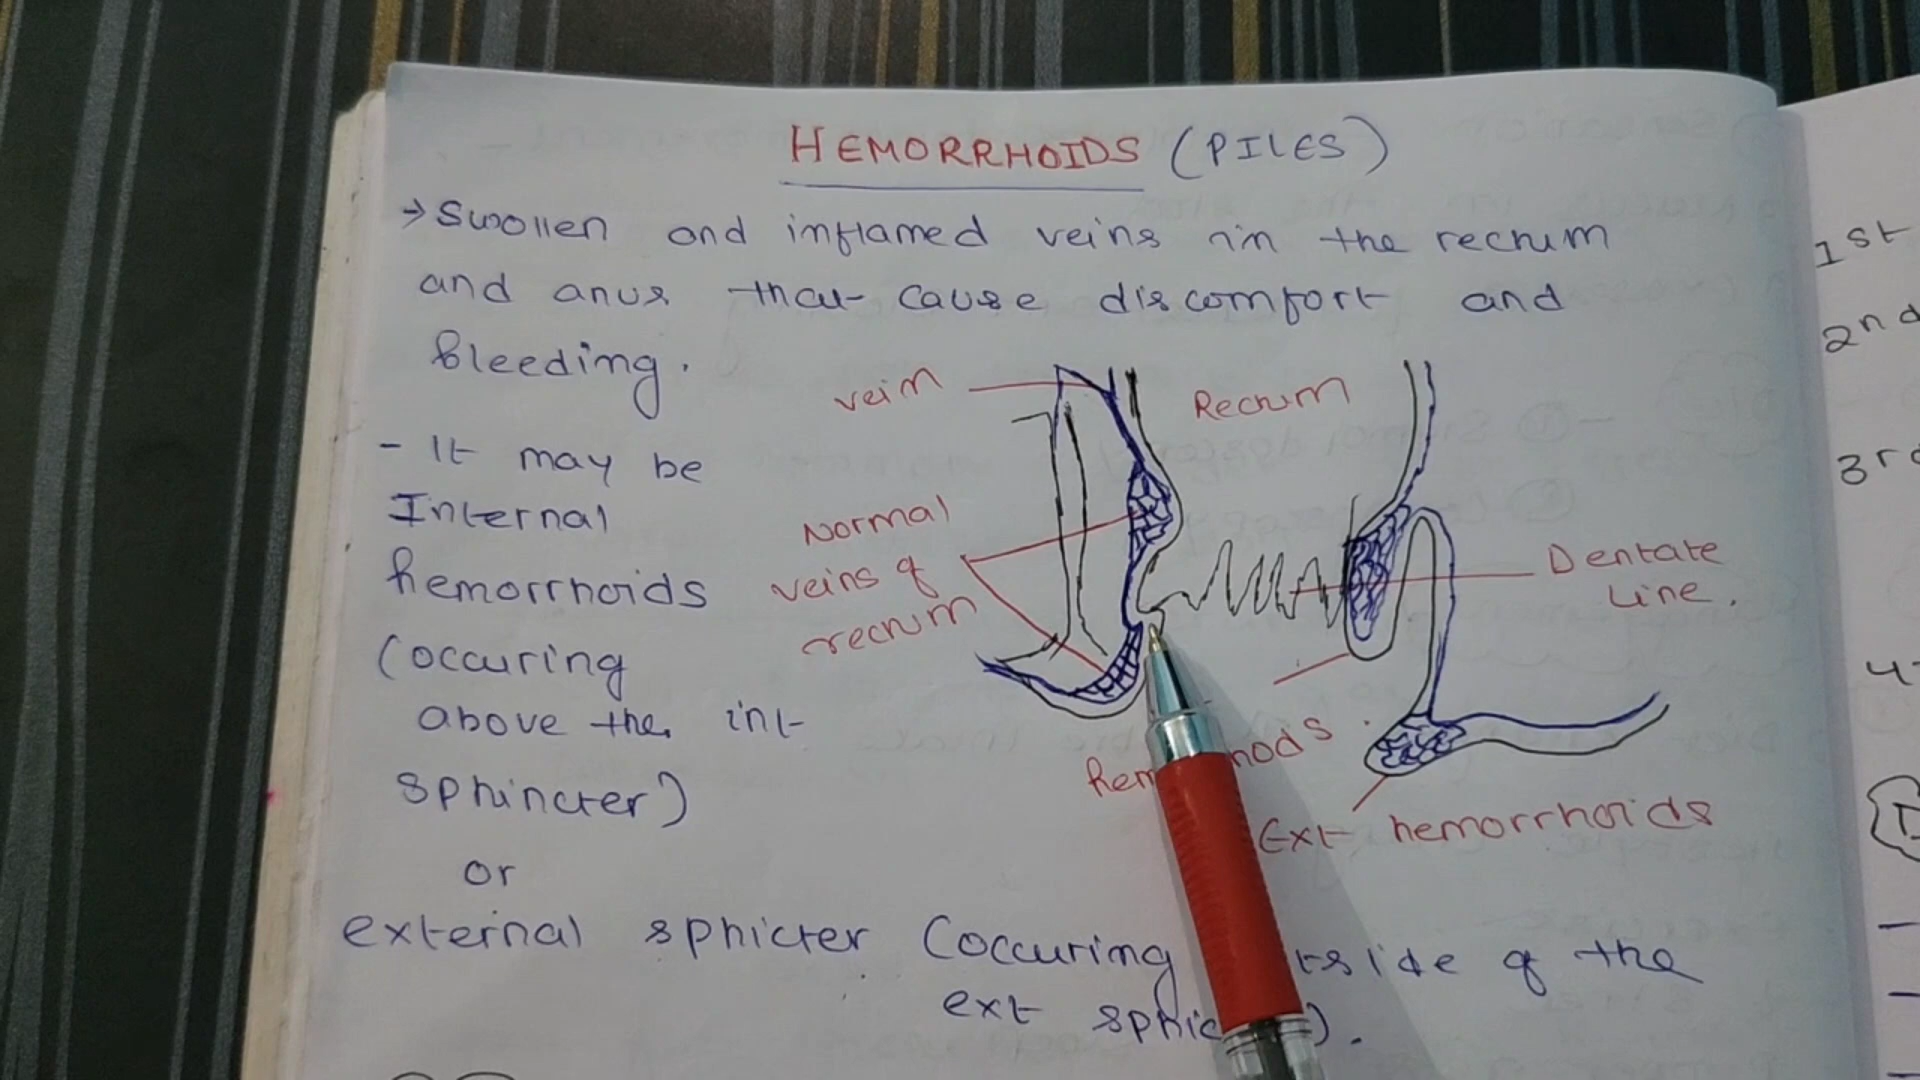 HEMORRHOIDS (PILES)
→ Swollen and inflamed veins in the rectum
and anus that cause discomfort and
bleeding.
- It may be
Internal
hemorrhoids
(occuring
above the int
sphincter)
or
external sphicter (occuring
of the
ext
vein
Rectum
Normal
veins of
rectum
Dentate
Line.
Ext hemorrhoids
1st
2nd
3rd